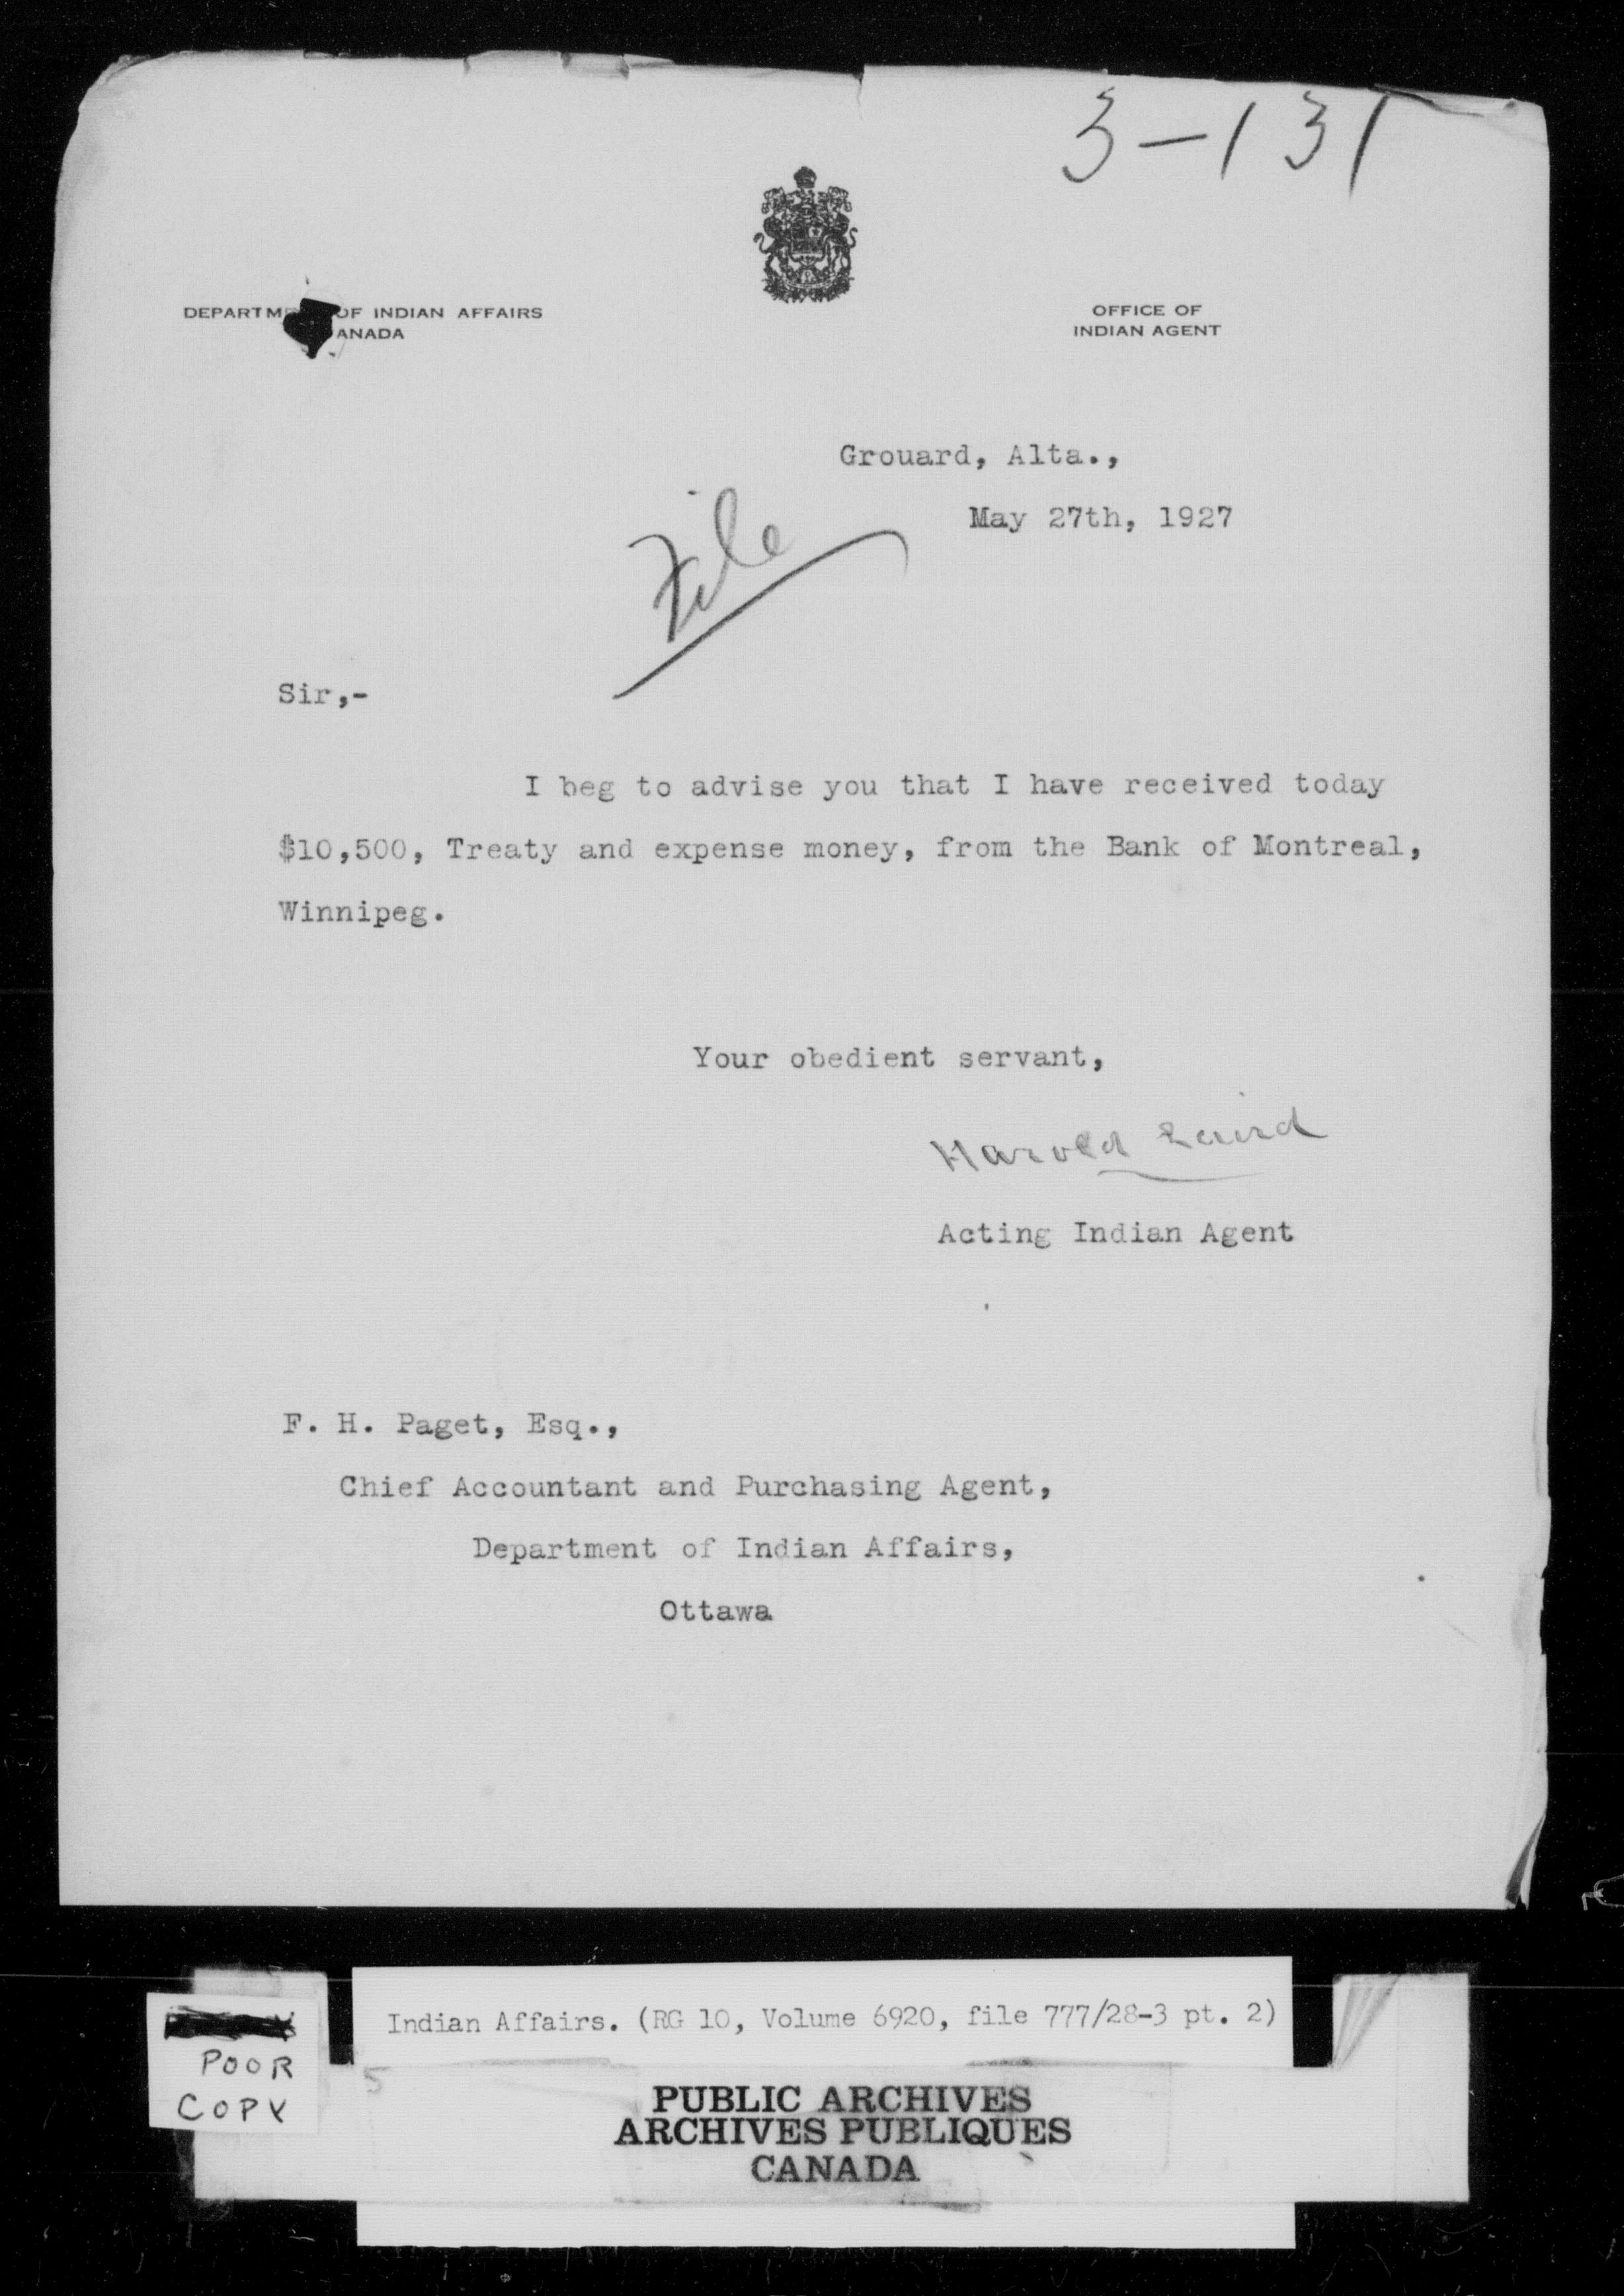 3-131
DEPARTM OF INDIAN AFFAIRS
ANADA
OFFICE OF
INDIAN AGENT
Grouard, Alta.,
May 27th, 1927
File
Sir,-
I beg to advise you that I have received today
$10,500, Treaty and expense money, from the Bank of Montreal,
Winnipeg.
Your obedient servant,
Harold Laird
Acting Indian Agent
F. H. Paget, Esq.,
Chief Accountant and Purchasing Agent,
Department of Indian Affairs,
Ottawa
Indian Affairs. (RG 10, Volume 6920, file 777/28-3 pt. 2)
POOR
COPY
5
PUBLIC ARCHIVES
ARCHIVES PUBLIQUES
CANADA